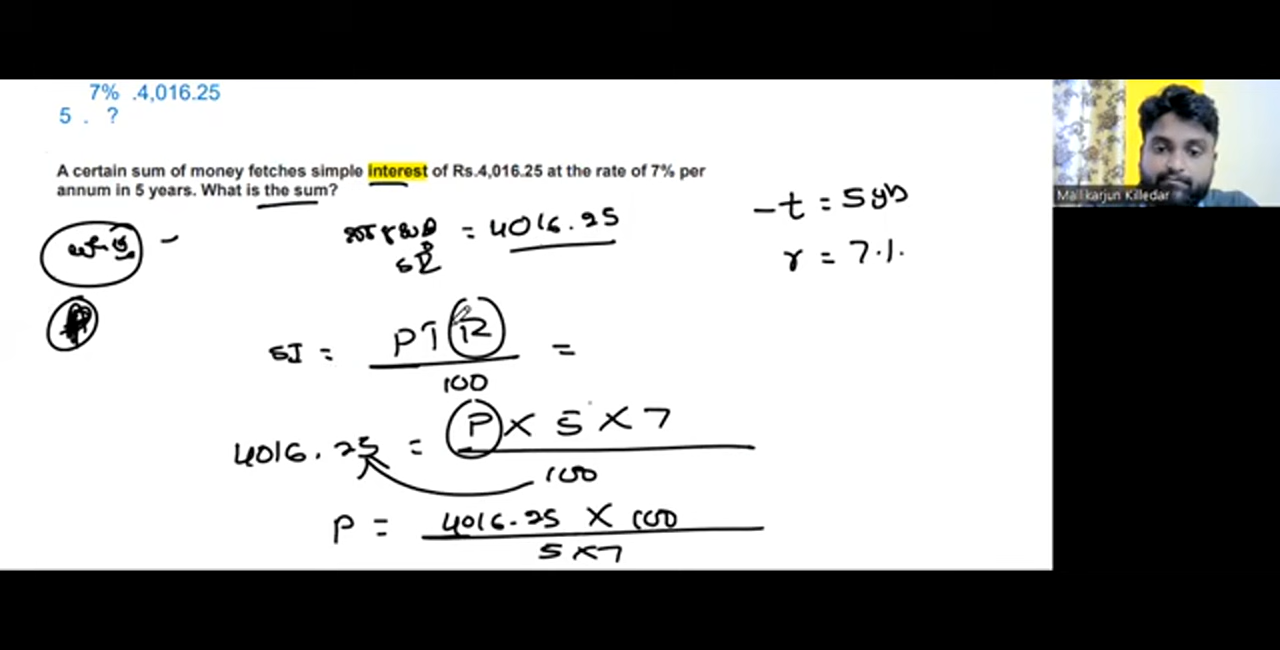 7% .4,016.25
5 . ?
A certain sum of money fetches simple interest of Rs.4,016.25 at the rate of 7% per
annum in 5 years. What is the sum?
Mallikarjun Killedar
= 4016.25
t = 5 yrs
r = 7%
SI = PTR / 100 =
4016.25 = P × 5 × 7 / 100
P = 4016.25 × 100 / 5×7